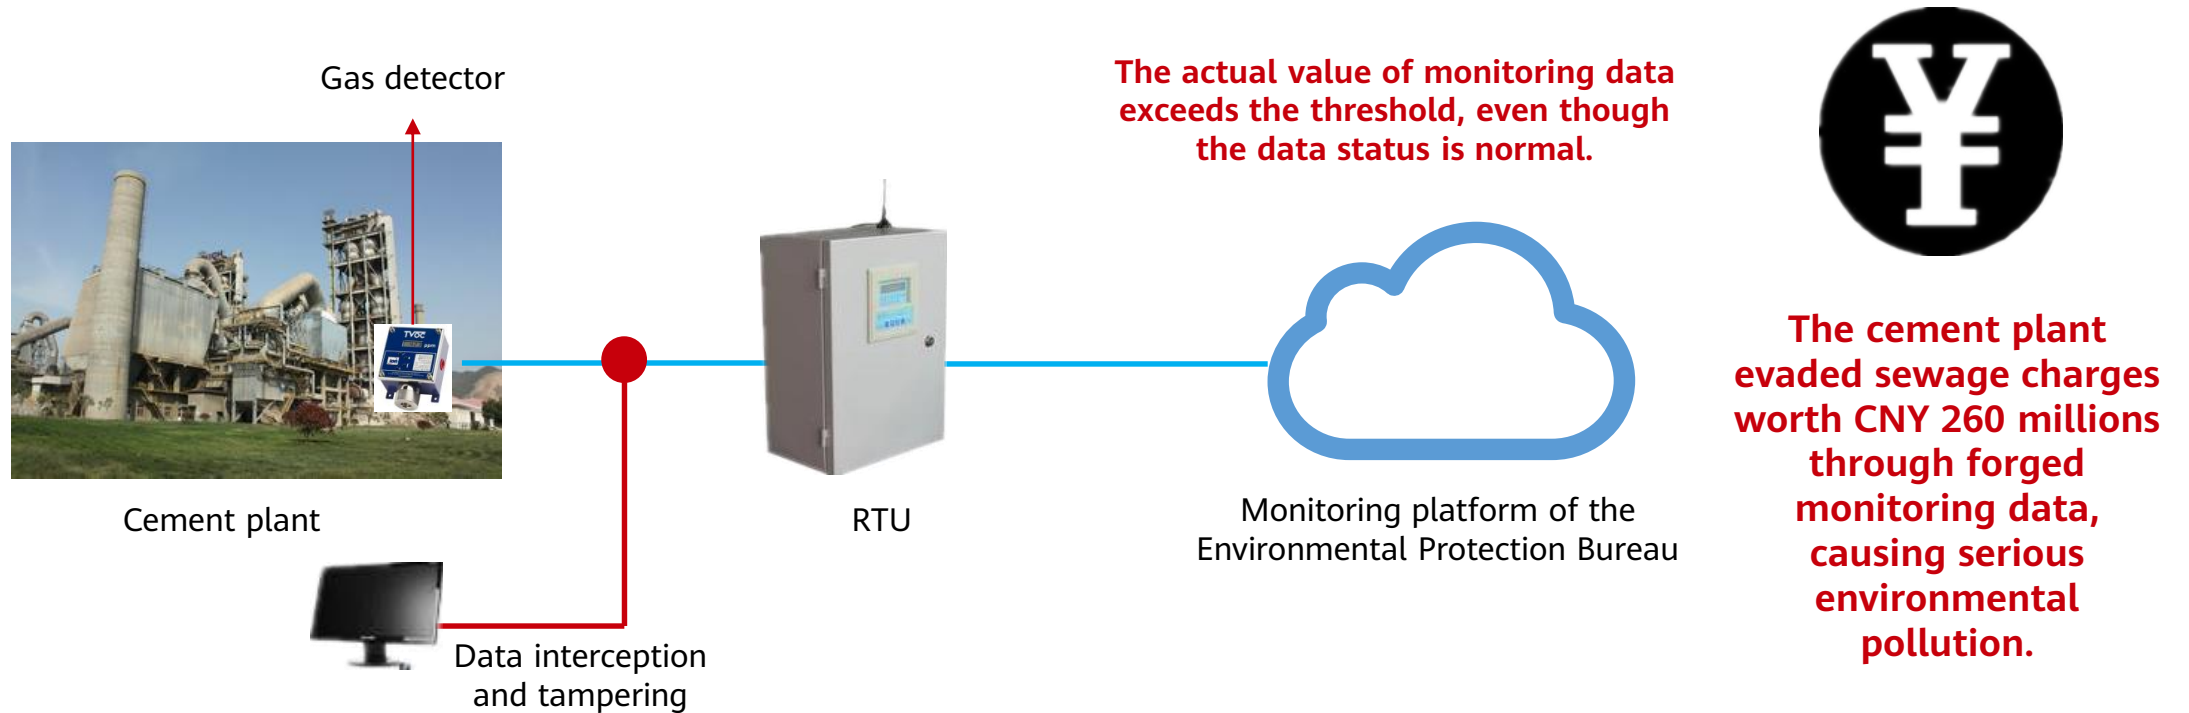 Gas detector
The actual value of monitoring data
exceeds the threshold, even though
the data status is normal.
¥
TVOC
ppm
Cement plant
RTU
Monitoring platform of the
Environmental Protection Bureau
Data interception
and tampering
The cement plant
evaded sewage charges
worth CNY 260 millions
through forged
monitoring data,
causing serious
environmental
pollution.